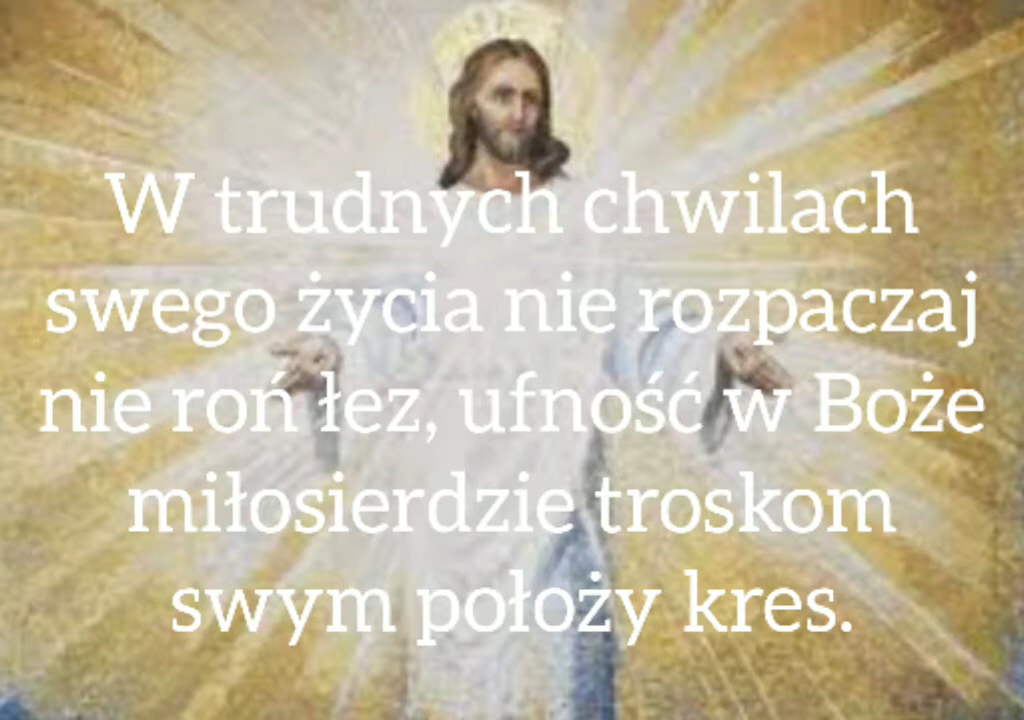 W trudnych chwilach
swego życia nie rozpaczaj
nie roń łez, ufność w Boże
miłosierdzie troskom
swym położy kres.